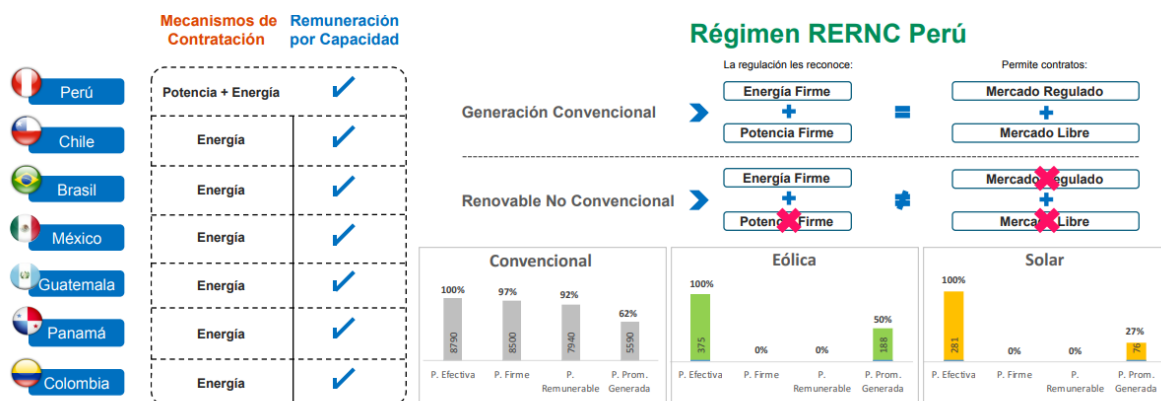 Mecanismos de Contratación
Remuneración por Capacidad
Perú
Potencia + Energía
Chile
Energía
Brasil
Energía
México
Energía
Guatemala
Energía
Panamá
Energía
Colombia
Energía
Régimen RERNC Perú
La regulación les reconoce:
Permite contratos:
Generación Convencional
Energía Firme
+
Potencia Firme
=
Mercado Regulado
+
Mercado Libre
Renovable No Convencional
Energía Firme
+
Potencia Firme
≠
Mercado Regulado
+
Mercado Libre
Convencional
100%
97%
92%
62%
8790
8500
7940
5590
P. Efectiva
P. Firme
P. Remunerable
P. Prom. Generada
Eólica
100%
0%
0%
50%
375
188
P. Efectiva
P. Firme
P. Remunerable
P. Prom. Generada
Solar
100%
0%
0%
27%
281
76
P. Efectiva
P. Firme
P. Remunerable
P. Prom. Generada